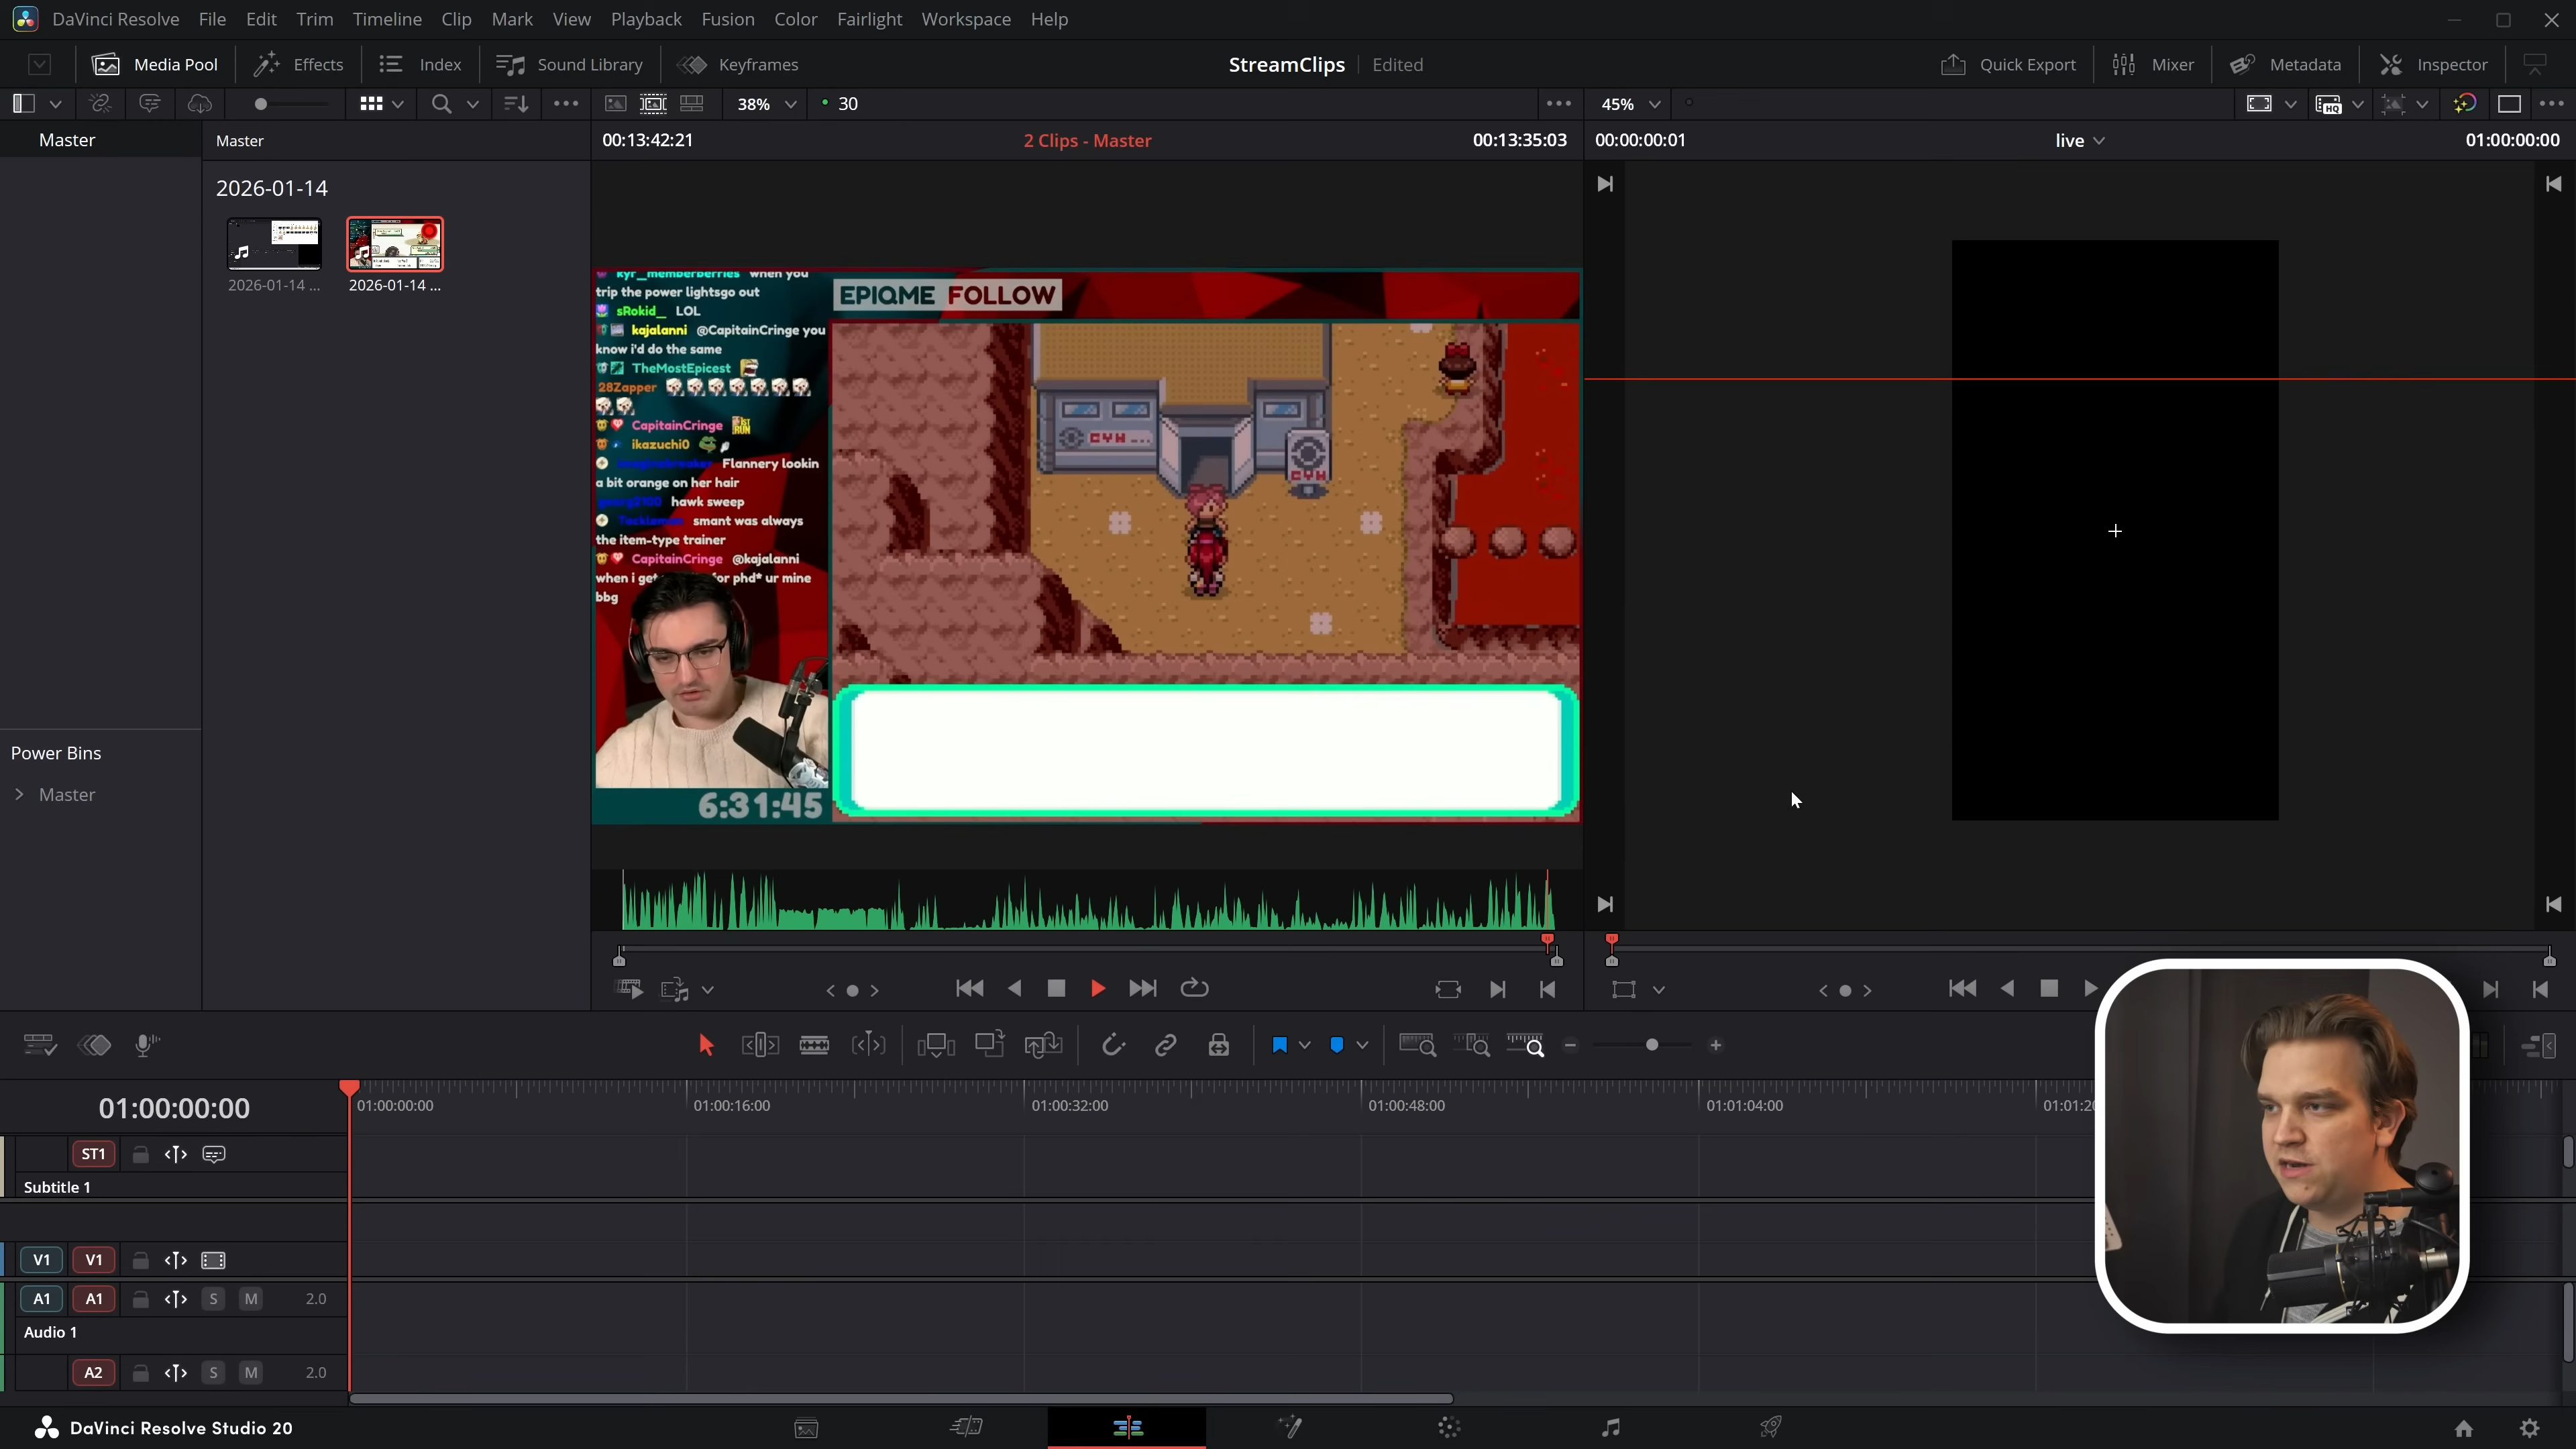 DaVinci Resolve File Edit Trim Timeline Clip Mark View Playback Fusion Color Fairlight Workspace Help
Media Pool Effects Index Sound Library Keyframes StreamClips Edited Quick Export Mixer Metadata Inspector
38% 30 45%
Master Master 00:13:42:21 2 Clips - Master 00:13:35:03 00:00:00:01 live 01:00:00:00
2026-01-14
2026-01-14 ... 2026-01-14 ...
kyr_memberberries when you
trip the power lightsgo out
sRokid_ LOL
kajalanni @CapitainCringe you
know i'd do the same
TheMostEpicest
28Zapper
CapitainCringe
ikazuchi0
Flannery lookin
a bit orange on her hair
hawk sweep
smant was always
the item-type trainer
CapitainCringe @kajalanni
when i get for phd* ur mine
bbg
EPIQME FOLLOW
6:31:45
Power Bins
Master
01:00:00:00 01:00:00:00 01:00:16:00 01:00:32:00 01:00:48:00 01:01:04:00
ST1
Subtitle 1
V1 V1
A1 A1 S M 2.0
Audio 1
A2 S M 2.0
DaVinci Resolve Studio 20